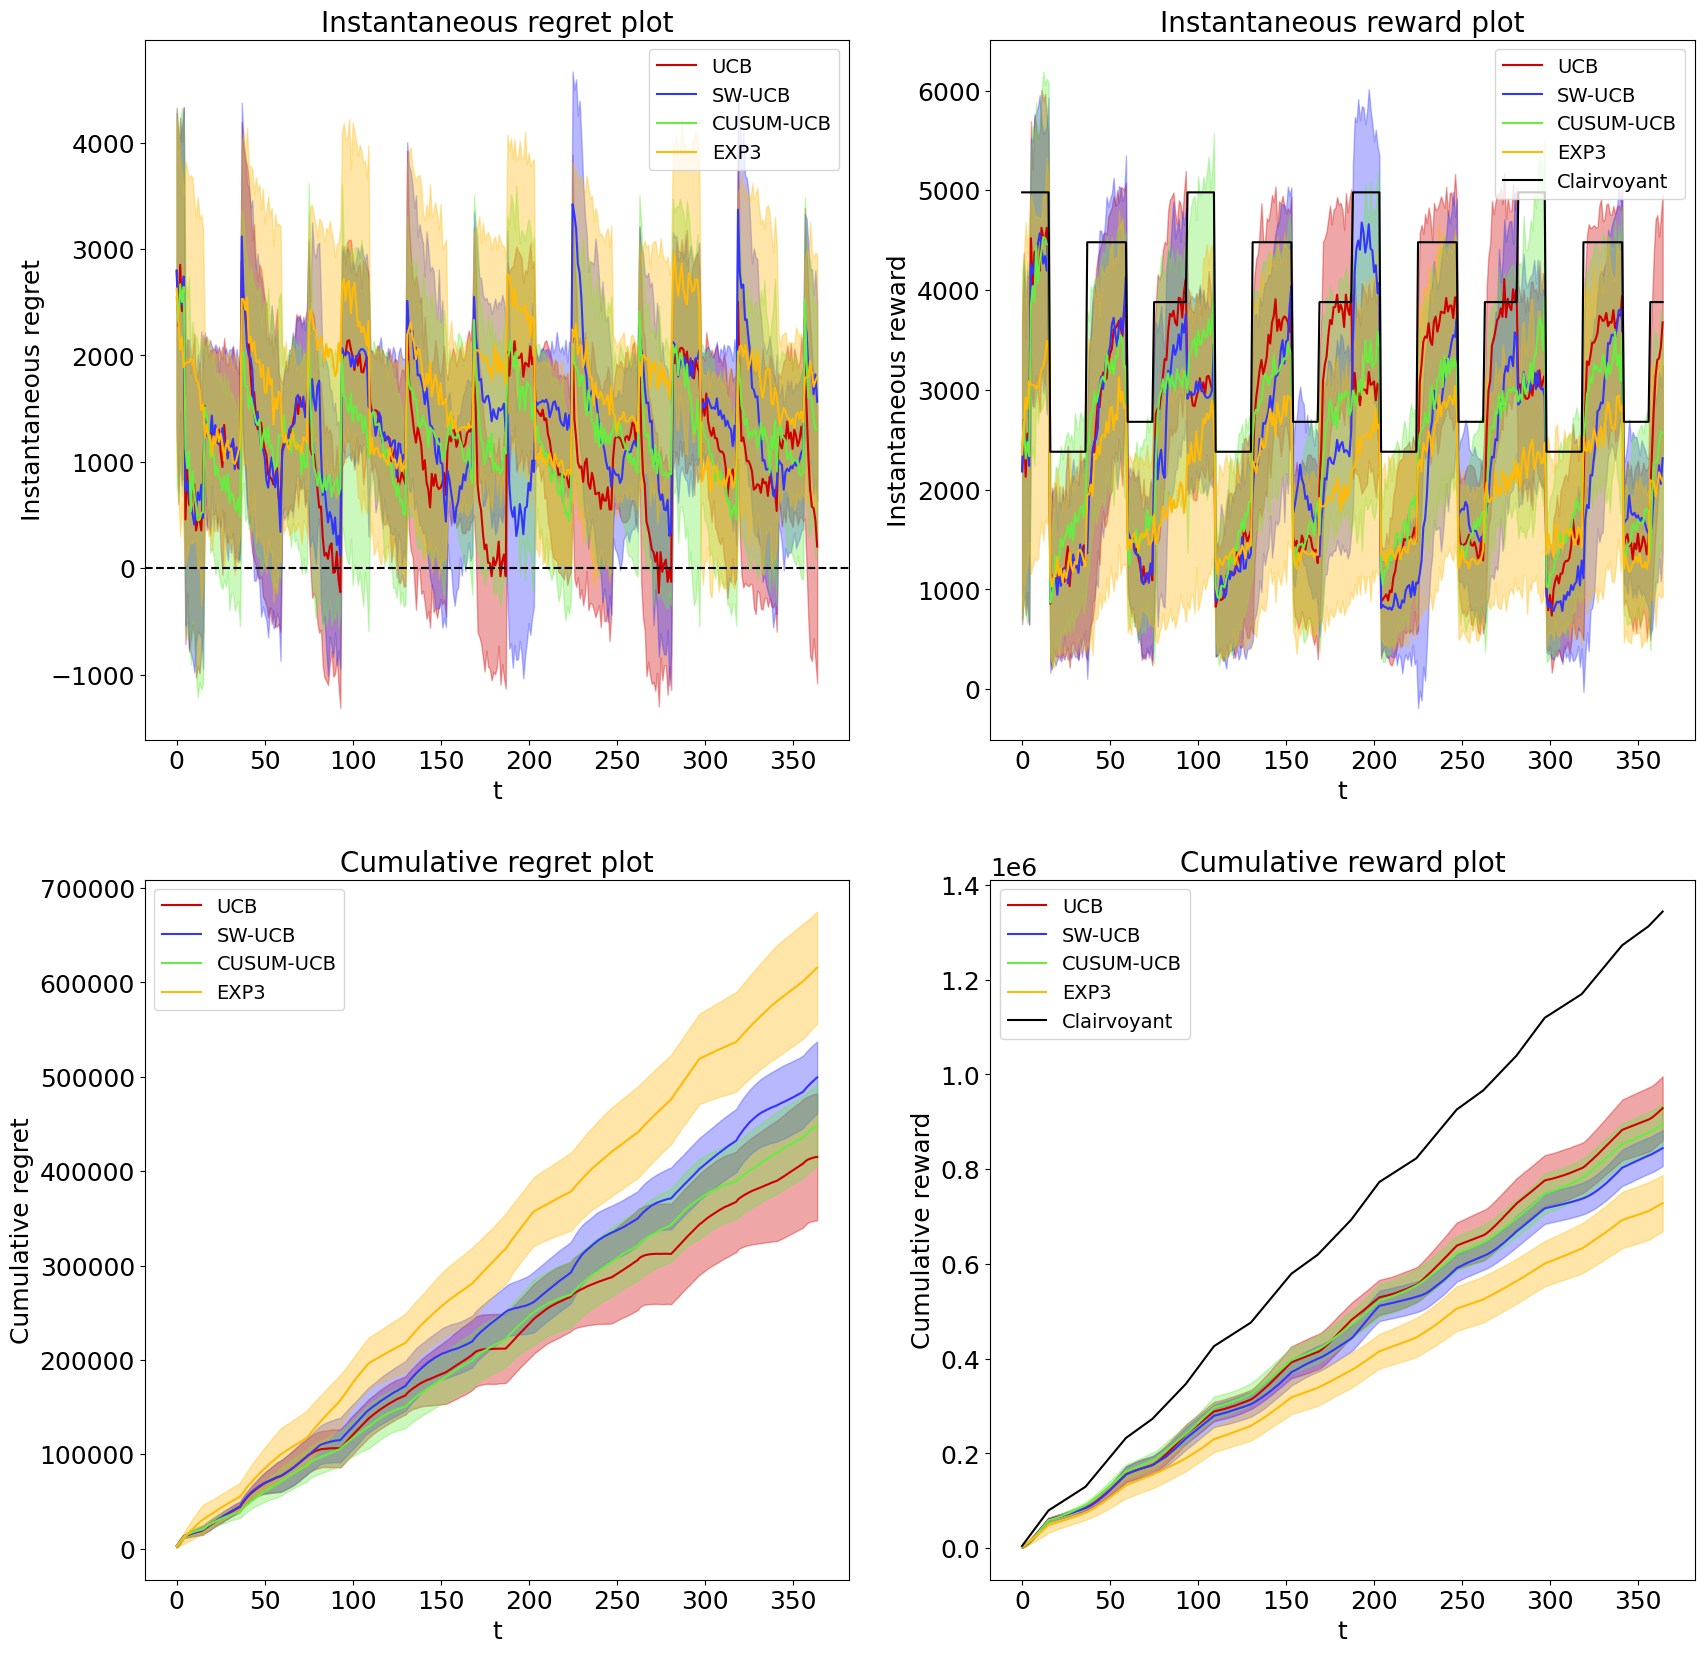 Instantaneous regret plot
Instantaneous regret
4000
3000
2000
1000
0
−1000
0 50 100 150 200 250 300 350
t
UCB
SW-UCB
CUSUM-UCB
EXP3
Instantaneous reward plot
Instantaneous reward
6000
5000
4000
3000
2000
1000
0
0 50 100 150 200 250 300 350
t
UCB
SW-UCB
CUSUM-UCB
EXP3
Clairvoyant
Cumulative regret plot
Cumulative regret
700000
600000
500000
400000
300000
200000
100000
0
0 50 100 150 200 250 300 350
t
UCB
SW-UCB
CUSUM-UCB
EXP3
Cumulative reward plot
1e6
Cumulative reward
1.4
1.2
1.0
0.8
0.6
0.4
0.2
0.0
0 50 100 150 200 250 300 350
t
UCB
SW-UCB
CUSUM-UCB
EXP3
Clairvoyant